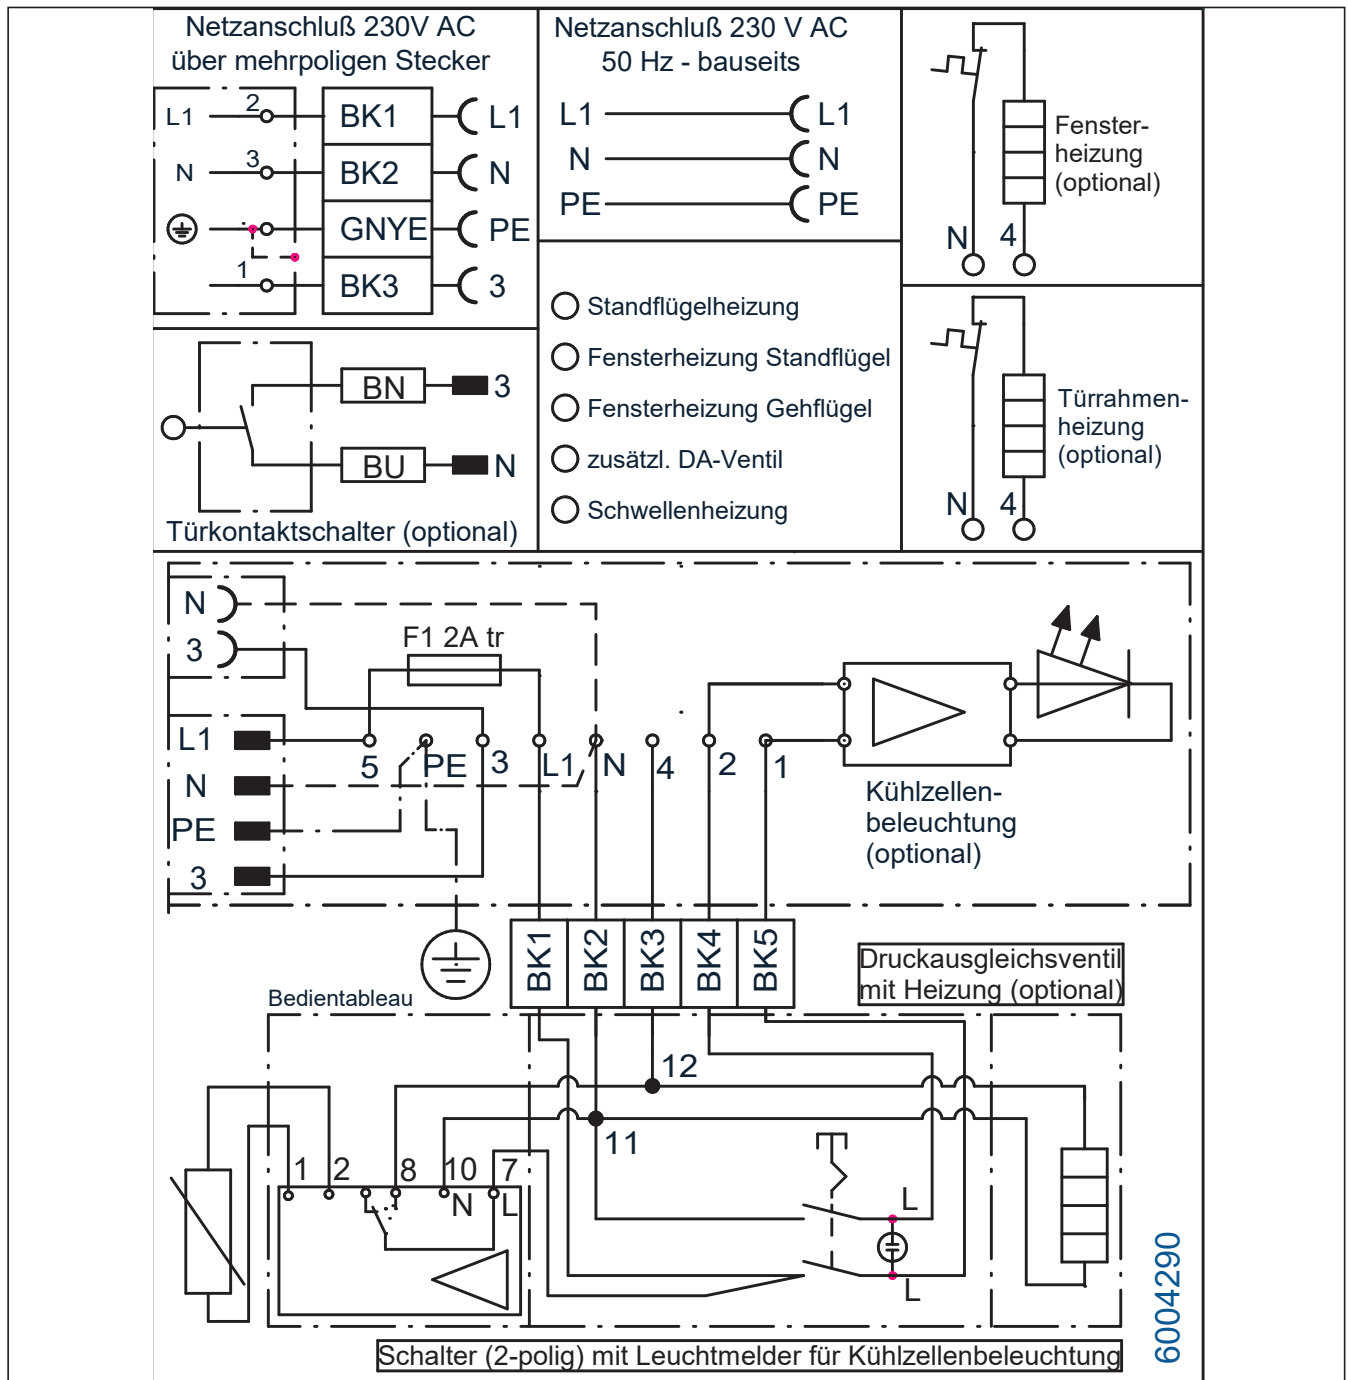 Netzanschluß 230V AC
über mehrpoligen Stecker
L1 2 BK1 L1
N 3 BK2 N
GNYE PE
1 BK3 3
Netzanschluß 230 V AC
50 Hz - bauseits
L1 L1
N N
PE PE
Fenster-
heizung
(optional)
N 4
BN 3
BU N
Türkontaktschalter (optional)
Standflügelheizung
Fensterheizung Standflügel
Fensterheizung Gehflügel
zusätzl. DA-Ventil
Schwellenheizung
Türrahmen-
heizung
(optional)
N 4
N
3
F1 2A tr
L1
N
PE
3
5 PE 3 L1 N 4 2 1
Kühlzellen-
beleuchtung
(optional)
BK1 BK2 BK3 BK4 BK5
Druckausgleichsventil
mit Heizung (optional)
Bedientableau
12
11
1 2 8 10 7
N L
L
L
6004290
Schalter (2-polig) mit Leuchtmelder für Kühlzellenbeleuchtung